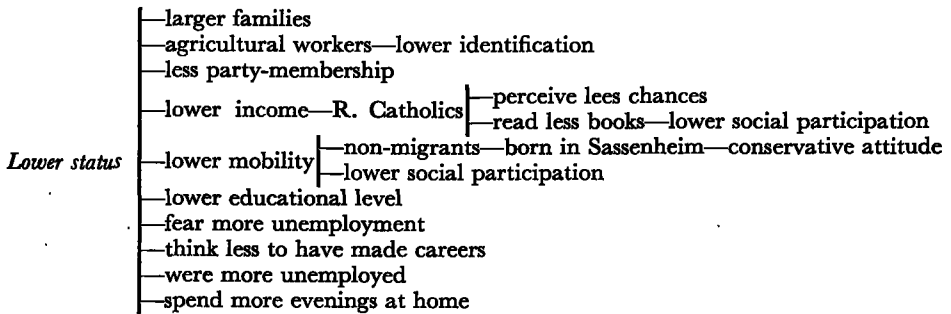 larger families
agricultural workers—lower identification
less party-membership
perceive lees chances
lower income—R. Catholics
read less books—lower social participation
non-migrants—born in Sassenheim—conservative attitude
Lower status
lower mobility
lower social participation
lower educational level
fear more unemployment
think less to have made careers
were more unemployed
spend more evenings at home